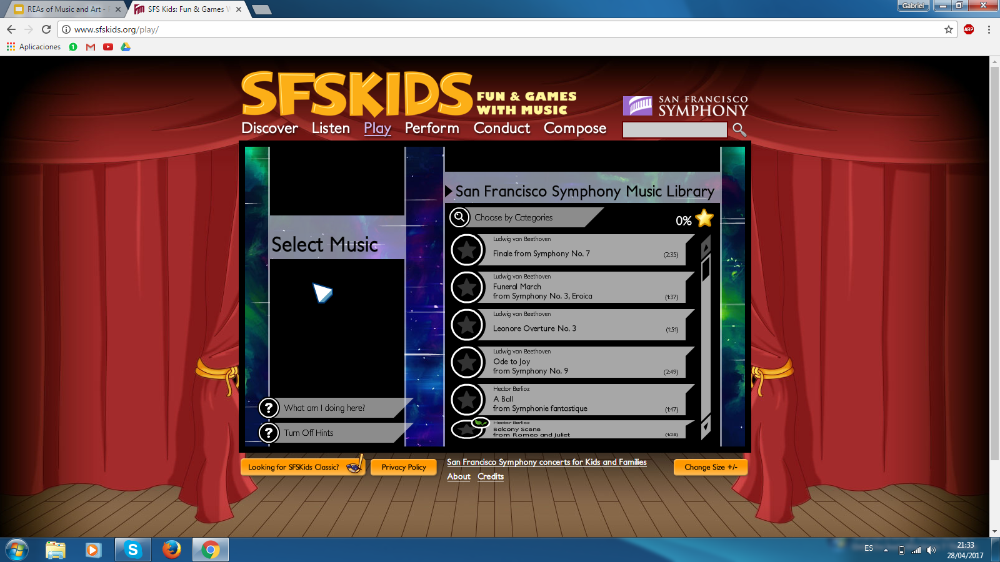 REAs of Music and Art -
SFS Kids: Fun & Games
Gabriel
www.sfskids.org/play/
ABP
Aplicaciones
1
SFSKIDS
FUN & GAMES
WITH MUSIC
SAN FRANCISCO
SYMPHONY
Discover Listen Play Perform Conduct Compose
San Francisco Symphony Music Library
Choose by Categories
0%
Select Music
Ludwig van Beethoven
Finale from Symphony No. 7
(2:35)
Ludwig van Beethoven
Funeral March
from Symphony No. 3, Eroica
(1:37)
Ludwig van Beethoven
Leonore Overture No. 3
(1:51)
Ludwig van Beethoven
Ode to Joy
from Symphony No. 9
(2:49)
Hector Berlioz
A Ball
from Symphonie fantastique
(1:47)
Hector Berlioz
Balcony Scene
from Romeo and Juliet
(1:28)
? What am I doing here?
? Turn Off Hints
Looking for SFSKids Classic?
Privacy Policy
San Francisco Symphony concerts for Kids and Families
About Credits
Change Size +/-
S
ES
21:33
28/04/2017